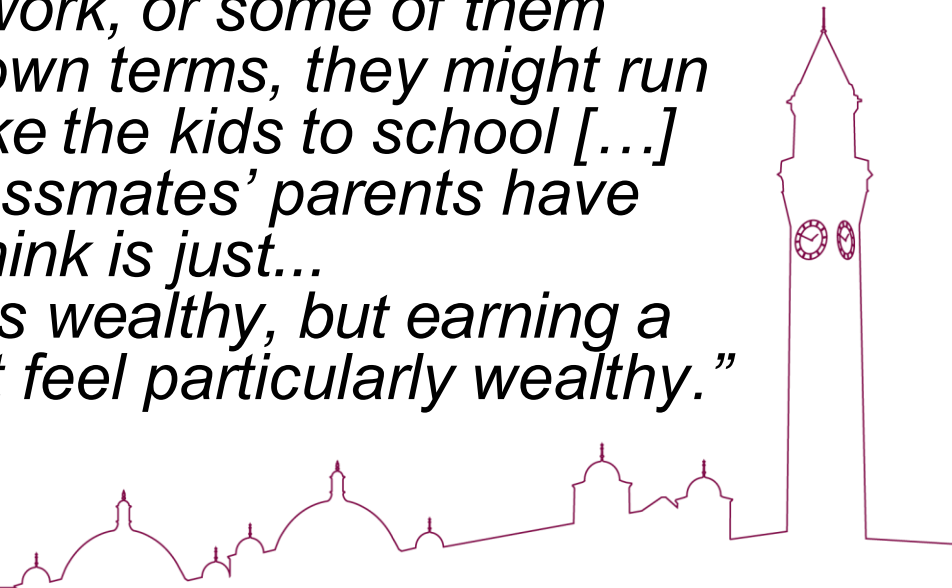 work, or some of them
own terms, they might run
ke the kids to school […]
ssmates’ parents have
hink is just...
s wealthy, but earning a
t feel particularly wealthy.”